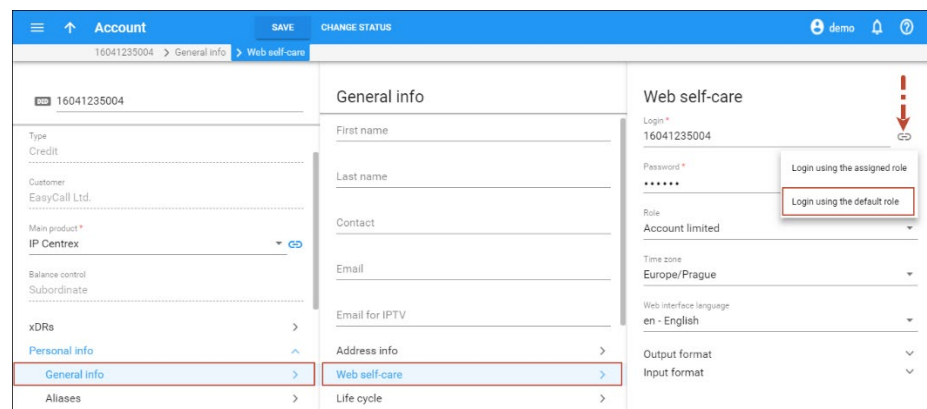 Account
SAVE
CHANGE STATUS
demo
16041235004 > General info > Web self-care
DID 16041235004
Type
Credit
Customer
EasyCall Ltd.
Main product *
IP Centrex
Balance control
Subordinate
xDRs
Personal info
General info
Aliases
General info
First name
Last name
Contact
Email
Email for IPTV
Address info
Web self-care
Life cycle
Web self-care
Login *
16041235004
Login using the assigned role
Login using the default role
Password *
••••••
Role
Account limited
Time zone
Europe/Prague
Web interface language
en - English
Output format
Input format